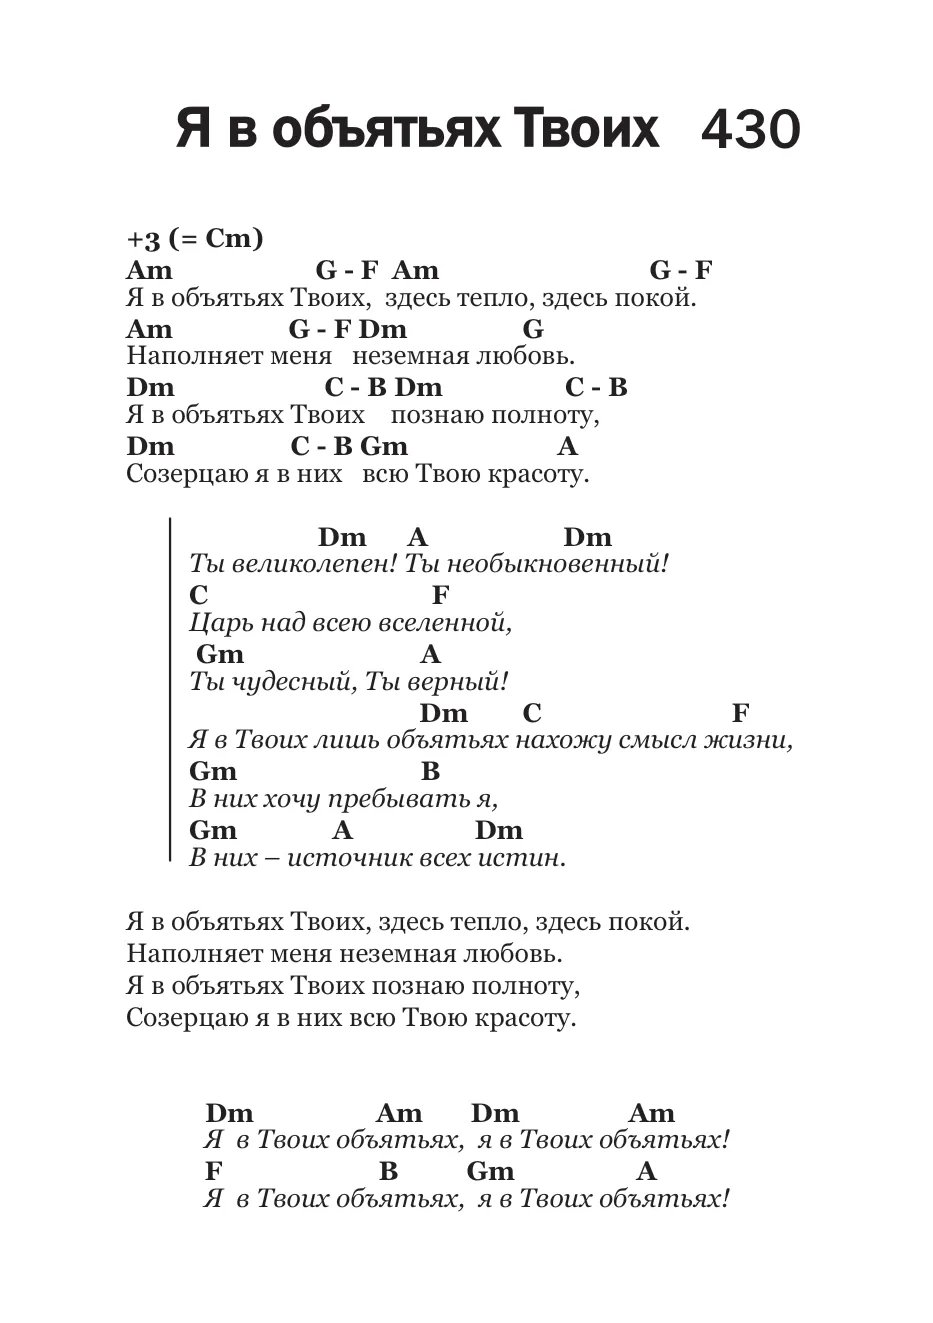 Я в объятьях Твоих 430
+3 (= Cm)
Am G - F Am G - F
Я в объятьях Твоих, здесь тепло, здесь покой.
Am G - F Dm G
Наполняет меня неземная любовь.
Dm C - B Dm C - B
Я в объятьях Твоих познаю полноту,
Dm C - B Gm A
Созерцаю я в них всю Твою красоту.
Dm A Dm
Ты великолепен! Ты необыкновенный!
C F
Царь над всею вселенной,
Gm A
Ты чудесный, Ты верный!
Dm C F
Я в Твоих лишь объятьях нахожу смысл жизни,
Gm B
В них хочу пребывать я,
Gm A Dm
В них – источник всех истин.
Я в объятьях Твоих, здесь тепло, здесь покой.
Наполняет меня неземная любовь.
Я в объятьях Твоих познаю полноту,
Созерцаю я в них всю Твою красоту.
Dm Am Dm Am
Я в Твоих объятьях, я в Твоих объятьях!
F B Gm A
Я в Твоих объятьях, я в Твоих объятьях!